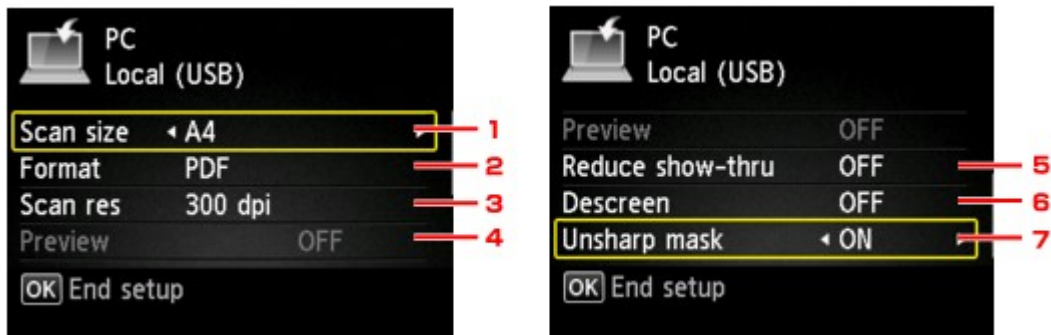 PC
Local (USB)
Scan size A4 1
Format PDF 2
Scan res 300 dpi 3
Preview OFF 4
OK End setup
PC
Local (USB)
Preview OFF
Reduce show-thru OFF 5
Descreen OFF 6
Unsharp mask ON 7
OK End setup